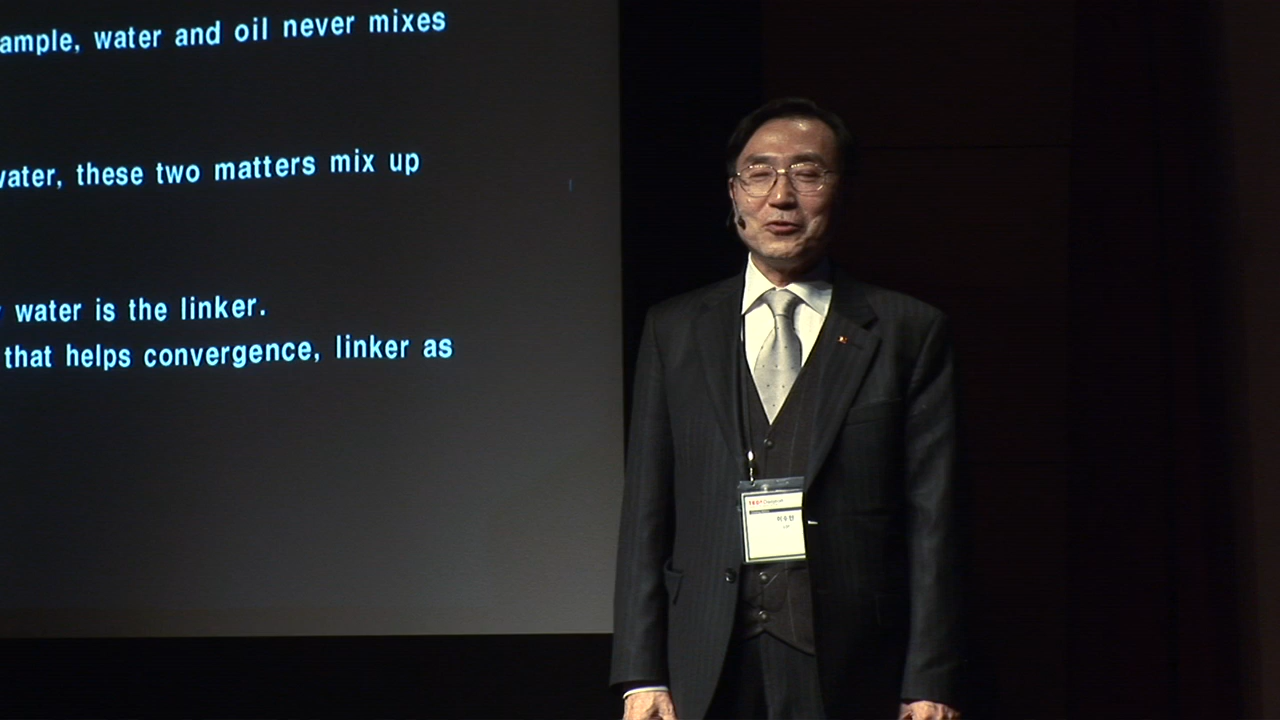 ample, water and oil never mixes
water, these two matters mix up
water is the linker.
that helps convergence, linker as